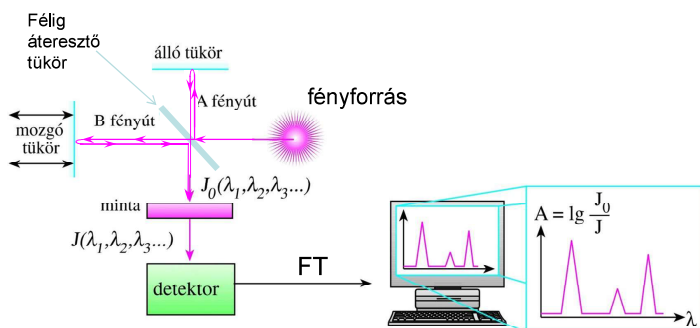 Félig
áteresztő
tükör
álló tükör
A fényút
fényforrás
B fényút
mozgó
tükör
J₀(λ₁,λ₂,λ₃...)
minta
J(λ₁,λ₂,λ₃...)
detektor
FT
A = lg J₀/J
λ